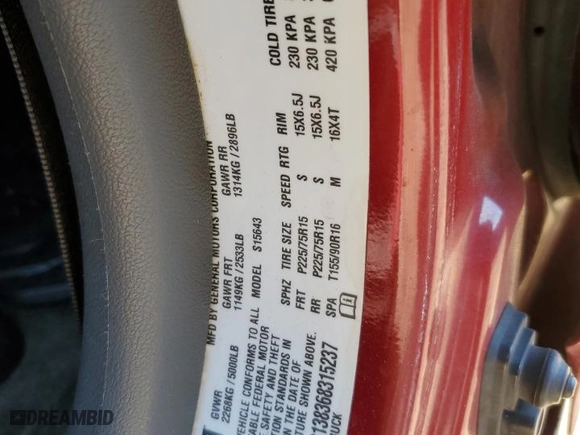 MFD BY GENERAL MOTORS CORPORATION
GVWR GAWR FRT GAWR RR
2268KG/5000LB 1149KG/2533LB 1314KG/2896LB
VEHICLE CONFORMS TO ALL MODEL S15643
FEDERAL MOTOR
SAFETY AND THEFT
STANDARDS IN
THE DATE OF
SHOWN ABOVE.
138368315237
SPHZ TIRE SIZE SPEED RTG RIM COLD TIRE
FRT P225/75R15 S 15X6.5J 230 KPA
RR P225/75R15 S 15X6.5J 230 KPA
SPA T155/90R16 M 16X4T 420 KPA
DREAMBID